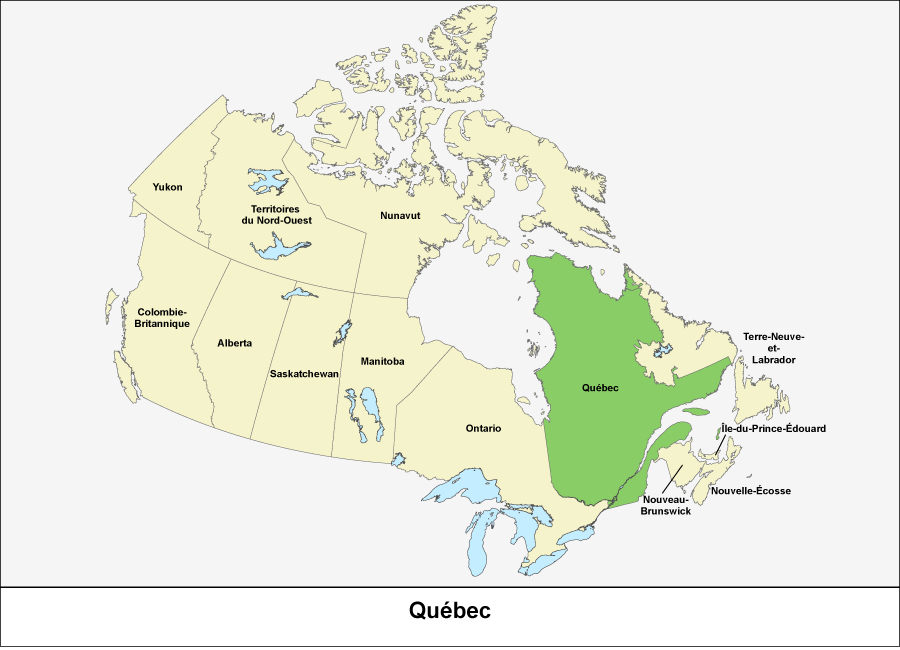 Yukon
Territoires
du Nord-Ouest
Nunavut
Colombie-
Britannique
Alberta
Saskatchewan
Manitoba
Ontario
Québec
Terre-Neuve-
et-
Labrador
Île-du-Prince-Édouard
Nouvelle-Écosse
Nouveau-
Brunswick
Québec